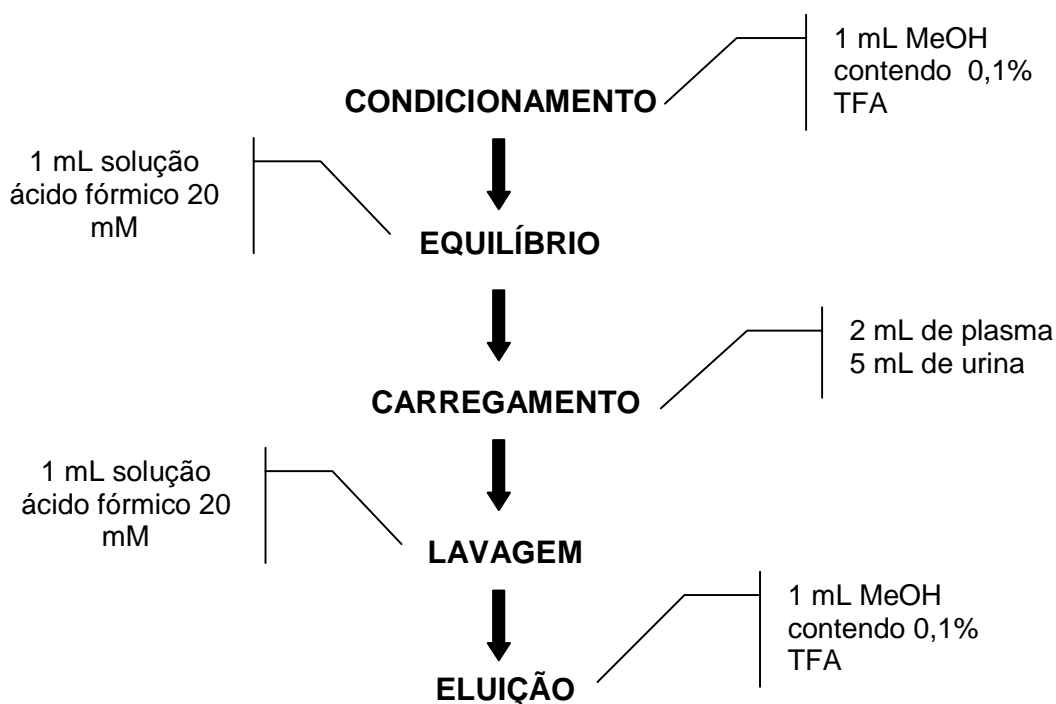 1 mL MeOH
contendo 0,1%
TFA
CONDICIONAMENTO
1 mL solução
ácido fórmico 20
mM
EQUILÍBRIO
2 mL de plasma
5 mL de urina
CARREGAMENTO
1 mL solução
ácido fórmico 20
mM
LAVAGEM
1 mL MeOH
contendo 0,1%
TFA
ELUIÇÃO